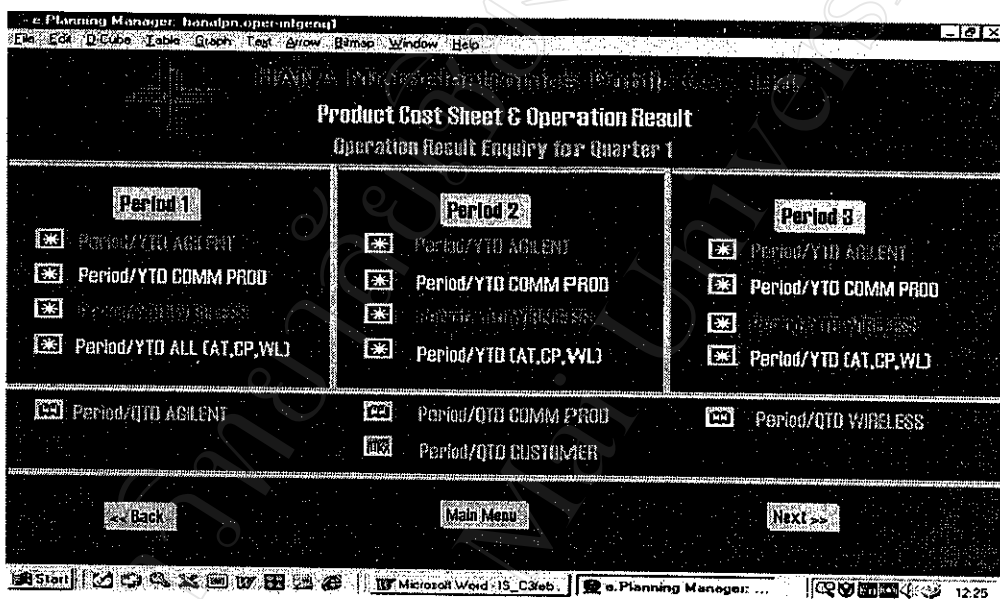 e.Planning Manager: hanalpn.oper-intgenq1
File Edit D-Cube Table Graph Text Arrow Bitmap Window Help
Product Cost Sheet & Operation Result
Operation Result Enquiry for Quarter 1
Period 1
Period/YTD AGILENT
Period/YTD COMM PROD
Period/YTD ALL (AT,CP,WL)
Period 2
Period/YTD AGILENT
Period/YTD COMM PROD
Period/YTD (AT,CP,WL)
Period 3
Period/YTD AGILENT
Period/YTD COMM PROD
Period/YTD (AT,CP,WL)
Period/QTD AGILENT
Period/QTD COMM PROD
Period/QTD WIRELESS
Period/QTD CUSTOMER
<< Back
Main Menu
Next >>
Start
Microsoft Word - IS_C3feb..
e.Planning Manager: ...
12:25